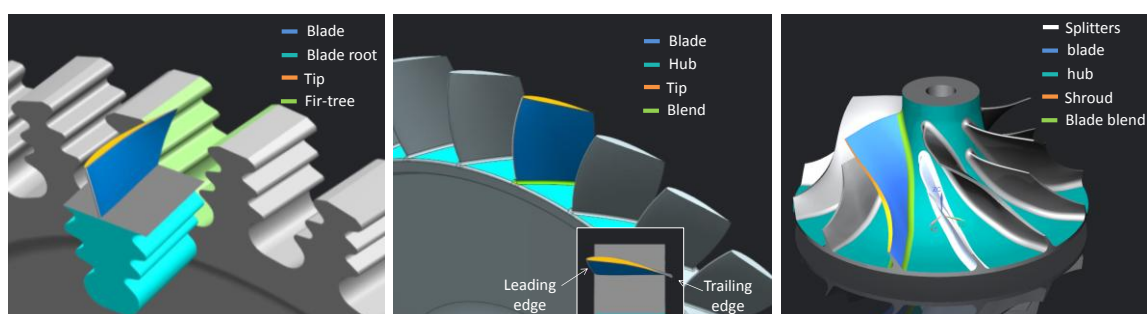 Blade
Blade root
Tip
Fir-tree
Blade
Hub
Tip
Blend
Leading
edge
Trailing
edge
Splitters
blade
hub
Shroud
Blade blend